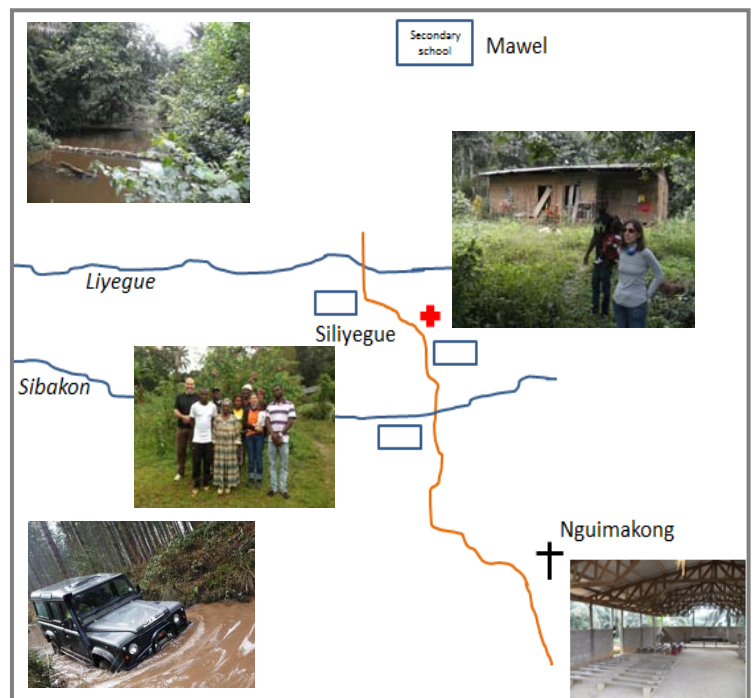 Secondary
school
Mawel
Liyegue
Siliyegue
Sibakon
Nguimakong